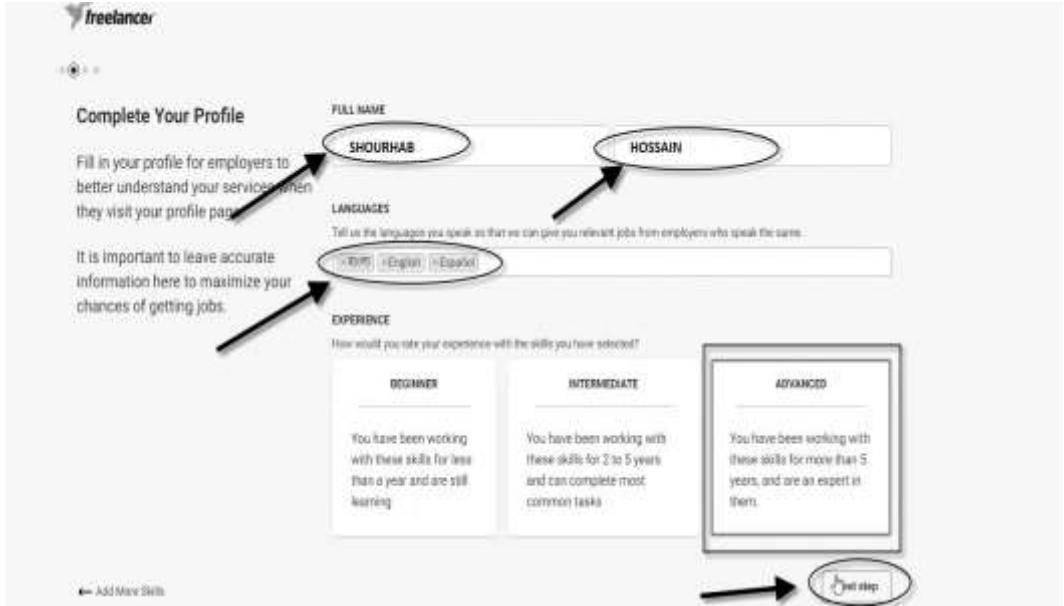 freelancer
Complete Your Profile
Fill in your profile for employers to
better understand your services when
they visit your profile page.
It is important to leave accurate
information here to maximize your
chances of getting jobs.
FULL NAME
SHOURHAB
HOSSAIN
LANGUAGES
Tell us the languages you speak so that we can give you relevant jobs from employers who speak the same.
বাংলা English Español
EXPERIENCE
How would you rate your experience with the skills you have selected?
BEGINNER
You have been working
with these skills for less
than a year and are still
learning
INTERMEDIATE
You have been working with
these skills for 2 to 5 years
and can complete most
common tasks
ADVANCED
You have been working with
these skills for more than 5
years, and are an expert in
them.
← Add More Skills
Next step